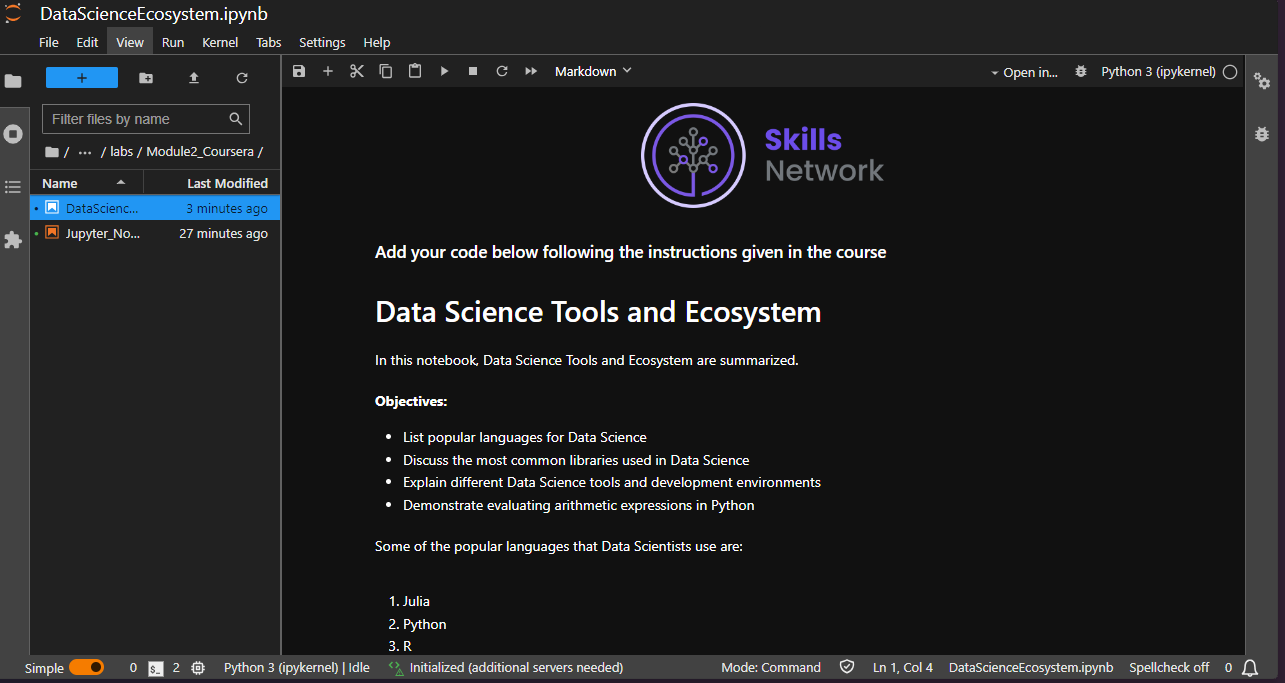 DataScienceEcosystem.ipynb
File Edit View Run Kernel Tabs Settings Help
+
Markdown
Open in...
Python 3 (ipykernel)
Filter files by name
/ ··· / labs / Module2_Coursera /
Name Last Modified
DataScienc... 3 minutes ago
Jupyter_No... 27 minutes ago
Skills
Network
Add your code below following the instructions given in the course
Data Science Tools and Ecosystem
In this notebook, Data Science Tools and Ecosystem are summarized.
Objectives:
• List popular languages for Data Science
• Discuss the most common libraries used in Data Science
• Explain different Data Science tools and development environments
• Demonstrate evaluating arithmetic expressions in Python
Some of the popular languages that Data Scientists use are:
1. Julia
2. Python
3. R
Simple 0 $_ 2 Python 3 (ipykernel) | Idle Initialized (additional servers needed) Mode: Command Ln 1, Col 4 DataScienceEcosystem.ipynb Spellcheck off 0